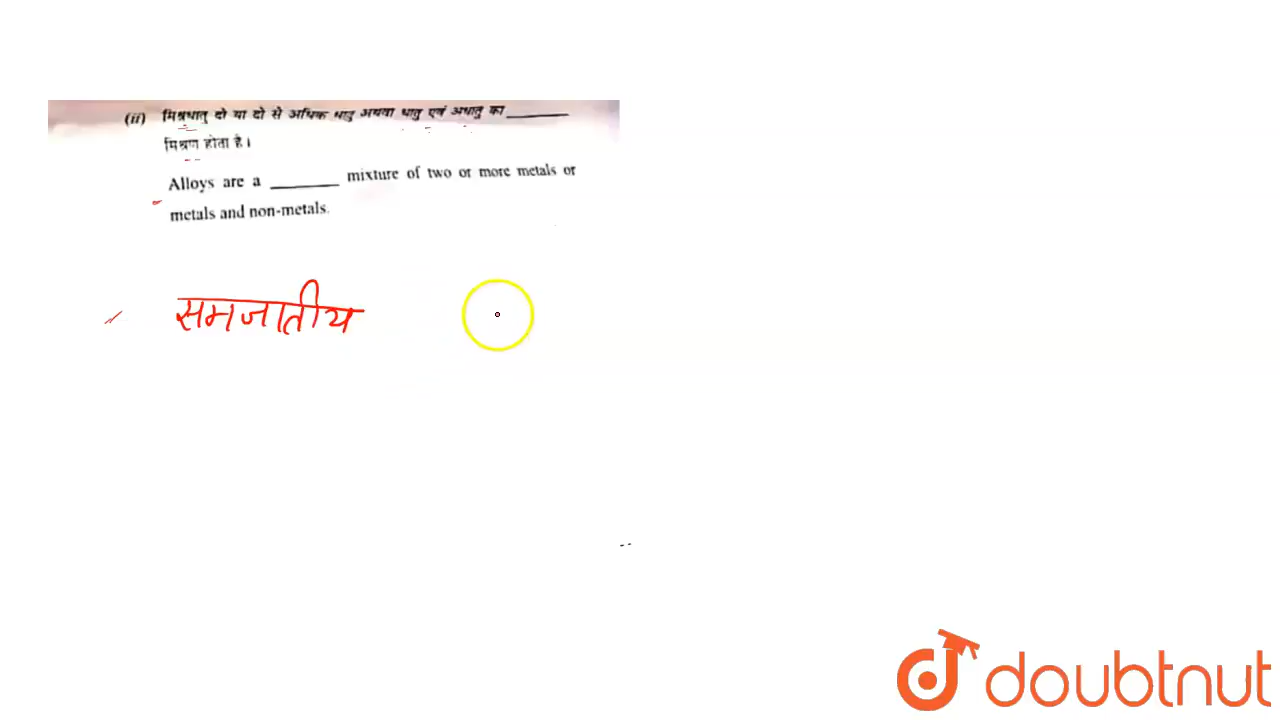 (ii) मिश्रधातु दो या दो से अधिक धातु अथवा धातु एवं अधातु का ______
मिश्रण होता है।
Alloys are a ______ mixture of two or more metals or
metals and non-metals.
समजातीय
doubtnut